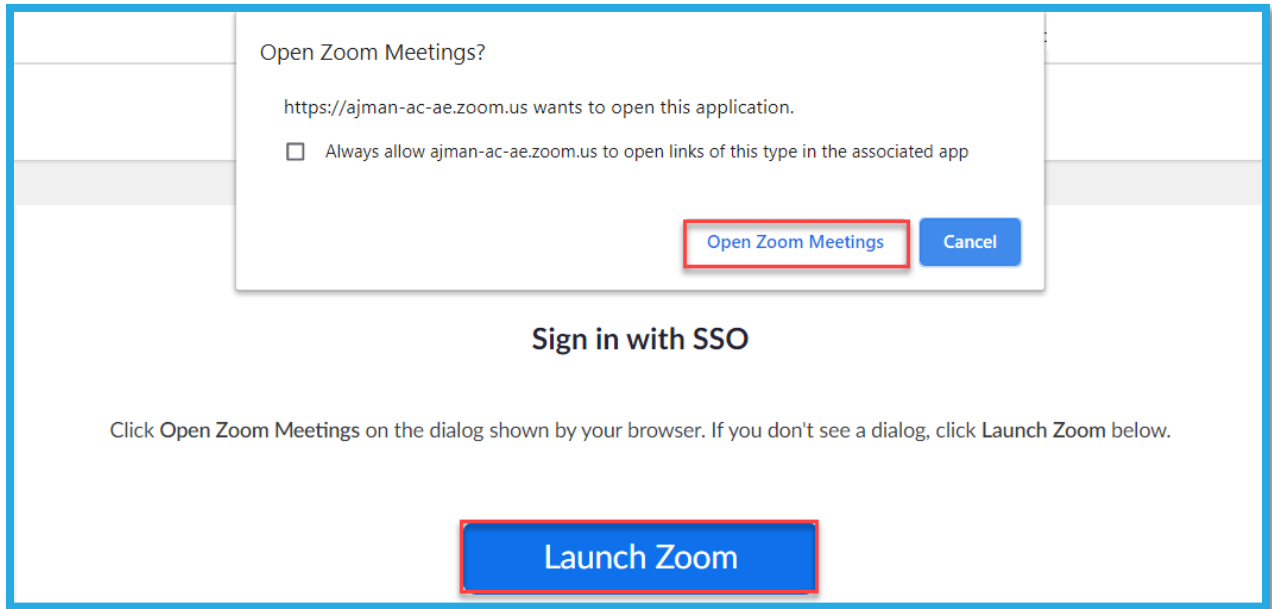 Open Zoom Meetings?
https://ajman-ac-ae.zoom.us wants to open this application.
Always allow ajman-ac-ae.zoom.us to open links of this type in the associated app
Open Zoom Meetings Cancel
Sign in with SSO
Click Open Zoom Meetings on the dialog shown by your browser. If you don't see a dialog, click Launch Zoom below.
Launch Zoom